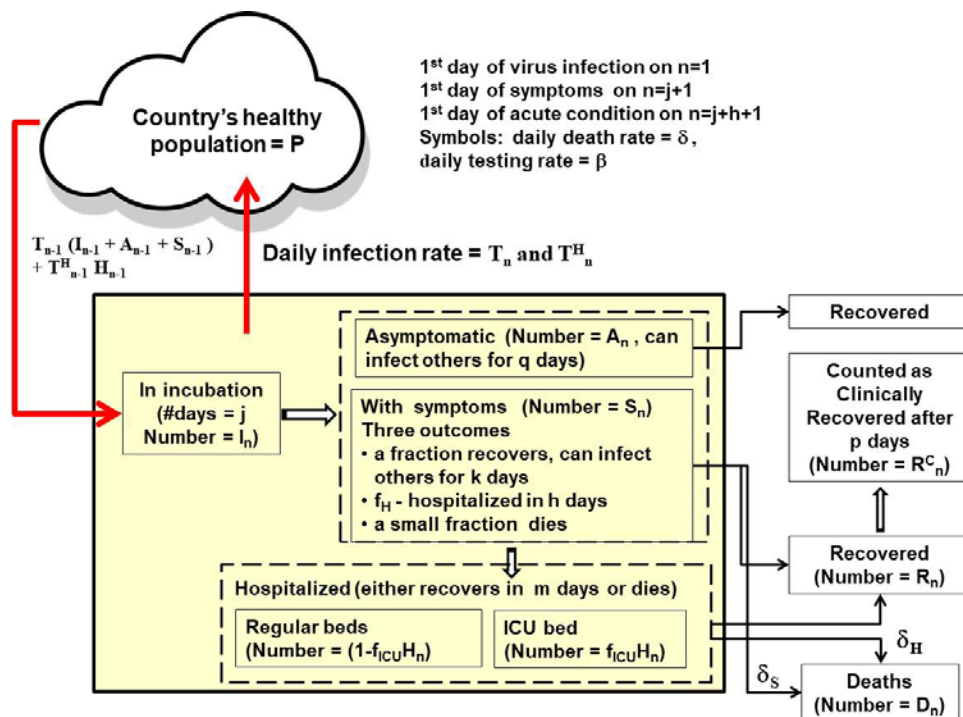 Country's healthy
population = P
1st day of virus infection on n=1
1st day of symptoms on n=j+1
1st day of acute condition on n=j+h+1
Symbols: daily death rate = δ ,
daily testing rate = β
Tn-1 (In-1 + An-1 + Sn-1 )
+ THn-1 Hn-1
Daily infection rate = Tn and THn
In incubation
(#days = j
Number = In)
Asymptomatic (Number = An , can
infect others for q days)
With symptoms (Number = Sn)
Three outcomes
• a fraction recovers, can infect
others for k days
• fH - hospitalized in h days
• a small fraction dies
Hospitalized (either recovers in m days or dies)
Regular beds
(Number = (1-fICUHn)
ICU bed
(Number = fICUHn)
Recovered
Counted as
Clinically
Recovered after
p days
(Number = RCn)
Recovered
(Number = Rn)
δH
δS
Deaths
(Number = Dn)